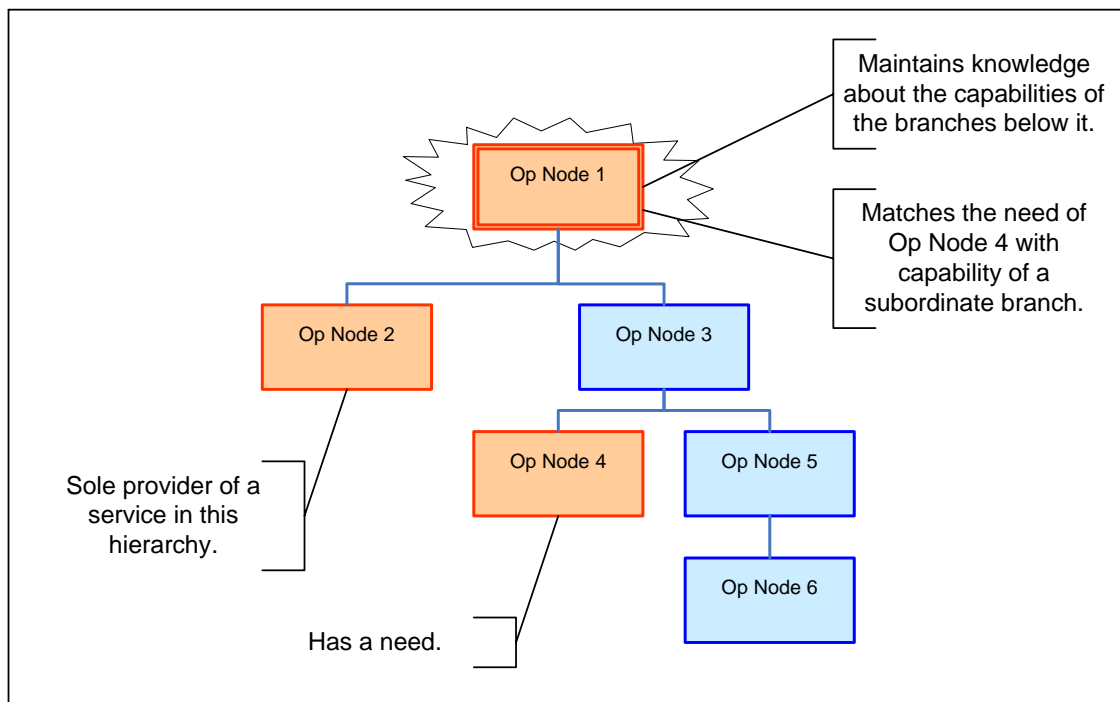 Maintains knowledge
about the capabilities of
the branches below it.
Op Node 1
Matches the need of
Op Node 4 with
capability of a
subordinate branch.
Op Node 2
Op Node 3
Op Node 4
Op Node 5
Sole provider of a
service in this
hierarchy.
Op Node 6
Has a need.